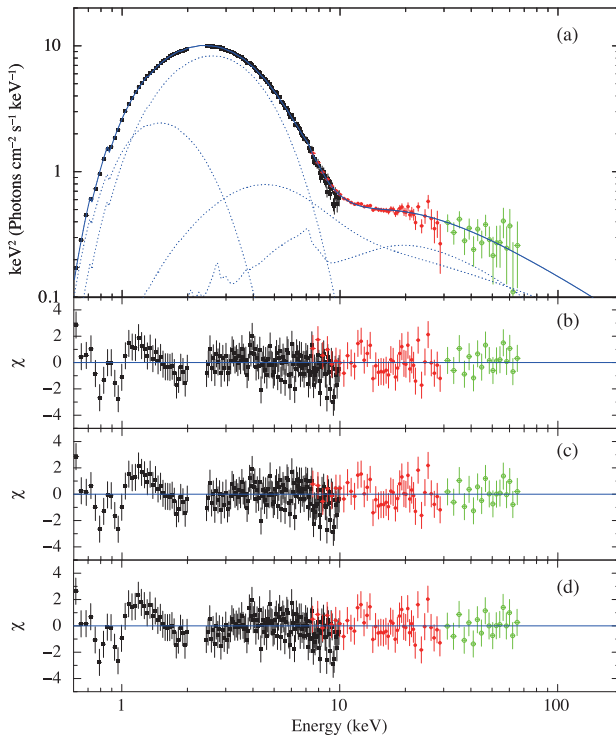 (a)
keV² (Photons cm⁻² s⁻¹ keV⁻¹)
10
1
0.1
(b)
χ
4
2
0
−2
−4
(c)
χ
4
2
0
−2
−4
(d)
χ
4
2
0
−2
−4
1 10 100
Energy (keV)